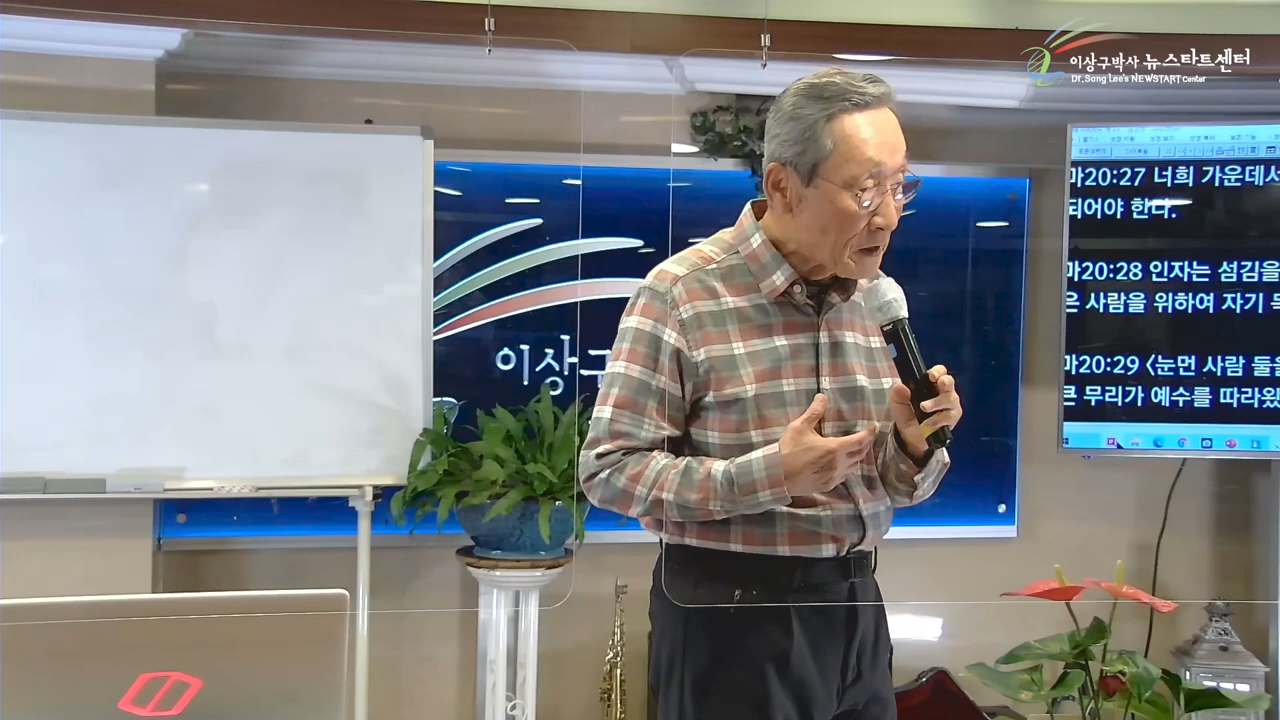 이상구박사 뉴스타트센터
Dr. Sang Lee's NEWSTART Center
마20:27 너희 가운데서
되어야 한다.
마20:28 인자는 섬김을
은 사람을 위하여 자기
마20:29 <눈먼 사람 둘을
큰 무리가 예수를 따라왔
이상구